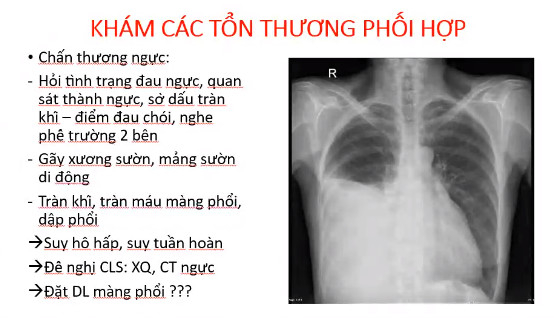 KHÁM CÁC TỔN THƯƠNG PHỐI HỢP
• Chấn thương ngực:
- Hỏi tình trạng đau ngực, quan
sát thành ngực, sờ dấu tràn
khí – điểm đau chói, nghe
phế trường 2 bên
- Gãy xương sườn, mảng sườn
di động
- Tràn khí, tràn máu màng phổi,
dập phổi
→Suy hô hấp, suy tuần hoàn
→Đề nghị CLS: XQ, CT ngực
→Đặt DL màng phổi ???
R